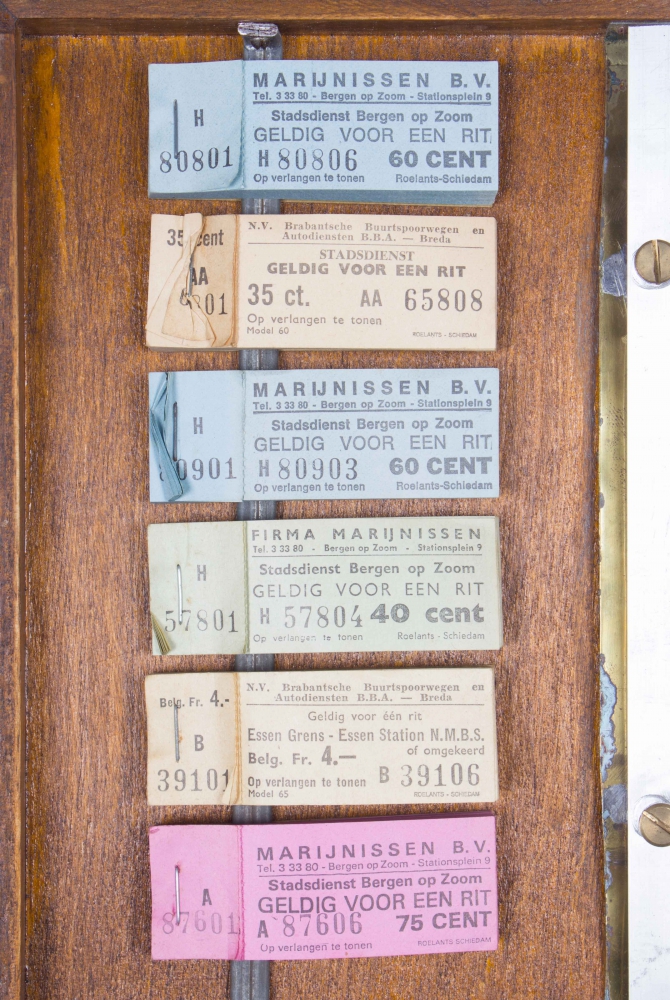 H
80801
MARIJNISSEN B.V.
Tel. 3 33 80 - Bergen op Zoom - Stationsplein 9
Stadsdienst Bergen op Zoom
GELDIG VOOR EEN RIT
H 80806 60 CENT
Op verlangen te tonen Roelants-Schiedam
35 cent
AA
N.V. Brabantsche Buurtspoorwegen en
Autodiensten B.B.A. — Breda
STADSDIENST
GELDIG VOOR EEN RIT
35 ct. AA 65808
Op verlangen te tonen
Model 60 ROELANTS - SCHIEDAM
H
0901
MARIJNISSEN B.V.
Tel. 3 33 80 - Bergen op Zoom - Stationsplein 9
Stadsdienst Bergen op Zoom
GELDIG VOOR EEN RIT
H 80903 60 CENT
Op verlangen te tonen Roelants-Schiedam
H
57801
FIRMA MARIJNISSEN
Tel. 3 33 80 - Bergen op Zoom - Stationsplein 9
Stadsdienst Bergen op Zoom
GELDIG VOOR EEN RIT
H 57804 40 cent
Op verlangen te tonen Roelants - Schiedam
Belg. Fr. 4.-
B
39101
N.V. Brabantsche Buurtspoorwegen en
Autodiensten B.B.A. — Breda
Geldig voor één rit
Essen Grens - Essen Station N.M.B.S.
of omgekeerd
Belg. Fr. 4.—
Op verlangen te tonen B 39106
Model 65 ROELANTS - SCHIEDAM
A
87601
MARIJNISSEN B.V.
Tel. 3 33 80 - Bergen op Zoom - Stationsplein 9
Stadsdienst Bergen op Zoom
GELDIG VOOR EEN RIT
A 87606 75 CENT
Op verlangen te tonen ROELANTS SCHIEDAM